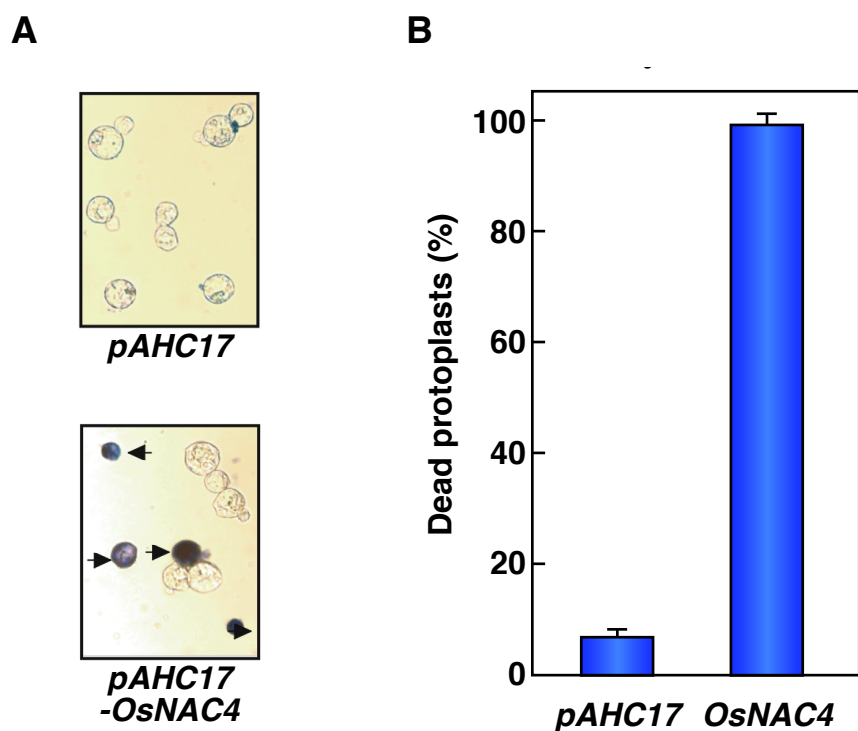 A
pAHC17
pAHC17
-OsNAC4
B
Dead protoplasts (%)
100
80
60
40
20
0
pAHC17 OsNAC4